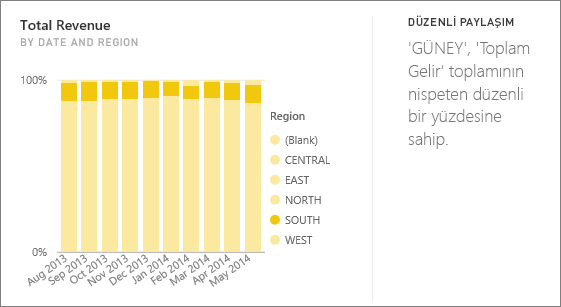 Total Revenue
BY DATE AND REGION
100%
0%
Aug 2013
Sep 2013
Oct 2013
Nov 2013
Dec 2013
Jan 2014
Feb 2014
Mar 2014
Apr 2014
May 2014
Region
(Blank)
CENTRAL
EAST
NORTH
SOUTH
WEST
DÜZENLİ PAYLAŞIM
'GÜNEY', 'Toplam
Gelir' toplamının
nispeten düzenli
bir yüzdesine
sahip.